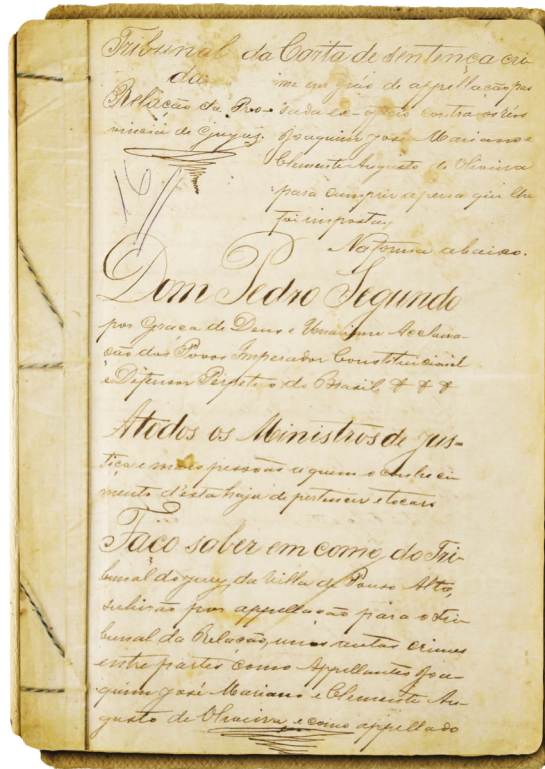 Tribunal da Carta de Sentença cri-
da me em gráo de appellação pas
Relação da Pro- sada ex-officio contra os réos
vincia de Goyaz. Joaquim José Mariano e
Clemente Augusto de Oliveira
para cumprir a pena que lhe
foi imposta,
16
Na forma abaixo.
Dom Pedro Segundo
por Graça de Deus e Unanime Acclama-
ção dos Povos Imperador Constitucional
e Defensor Perpetuo do Brasil & & &
A todos os Ministros de Jus-
tiça e mais pessôas a quem o conheci
mento d'esta haja de pertencer e tocar.
Faço saber em como do Tri-
bunal do jury da Villa de Pouso Alto,
subirão por appellação para o Tri-
bunal da Relação, uns autos crimes
entre partes como Appellantes Joa-
quim José Mariano e Clemente Au-
gusto de Oliveira, e como appellado